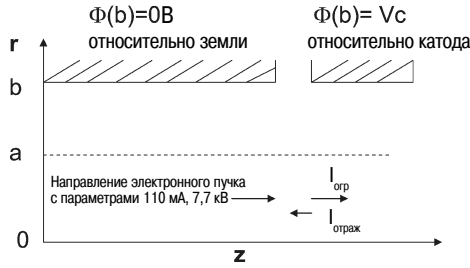 Φ(b)=0В Φ(b)= Vc
относительно земли относительно катода
r
b
a
Направление электронного пучка
с параметрами 110 мА, 7,7 кВ
Iогр
Iотраж
0
z